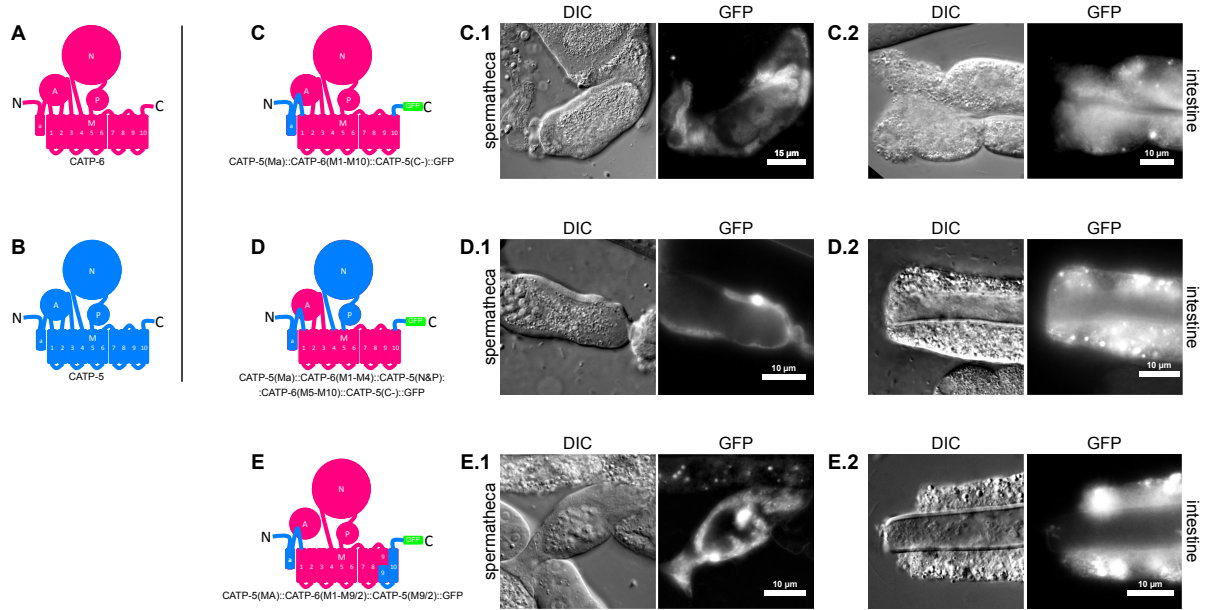 A
N
A
N
P
C
M
a
1 2 3 4 5 6 7 8 9 10
CATP-6
C
N
A
N
P
GFP
C
M
a
1 2 3 4 5 6 7 8 9 10
CATP-5(Ma)::CATP-6(M1-M10)::CATP-5(C-)::GFP
C.1
DIC
GFP
spermatheca
15 µm
C.2
DIC
GFP
intestine
10 µm
B
N
A
N
P
C
M
a
1 2 3 4 5 6 7 8 9 10
CATP-5
D
N
A
N
P
GFP
C
M
a
1 2 3 4 5 6 7 8 9 10
CATP-5(Ma)::CATP-6(M1-M4)::CATP-5(N&P):
:CATP-6(M5-M10)::CATP-5(C-)::GFP
D.1
DIC
GFP
spermatheca
10 µm
D.2
DIC
GFP
intestine
10 µm
E
N
A
N
P
GFP
C
M
9
a
1 2 3 4 5 6 7 8 9 10
CATP-5(MA)::CATP-6(M1-M9/2)::CATP-5(M9/2)::GFP
E.1
DIC
GFP
spermatheca
10 µm
E.2
DIC
GFP
intestine
10 µm